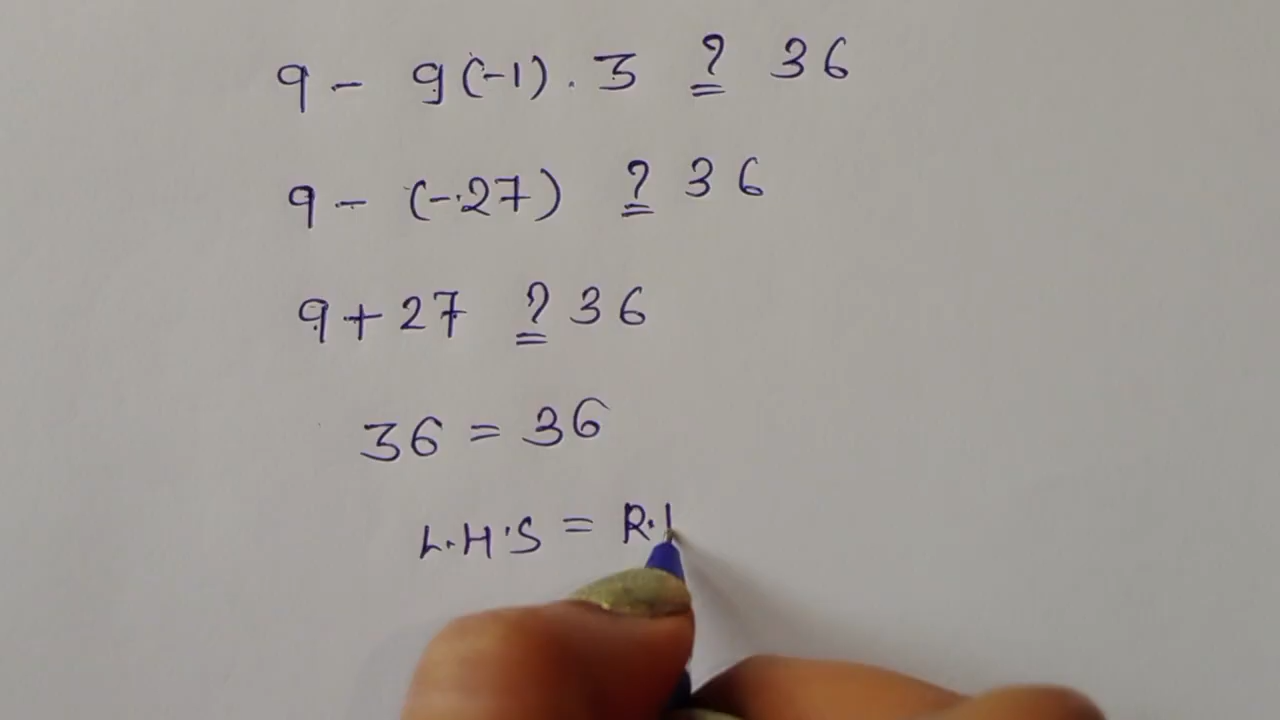 9 - 9(-1) . 3 ≟ 36
9 - (-27) ≟ 36
9 + 27 ≟ 36
36 = 36
L.H.S = R.